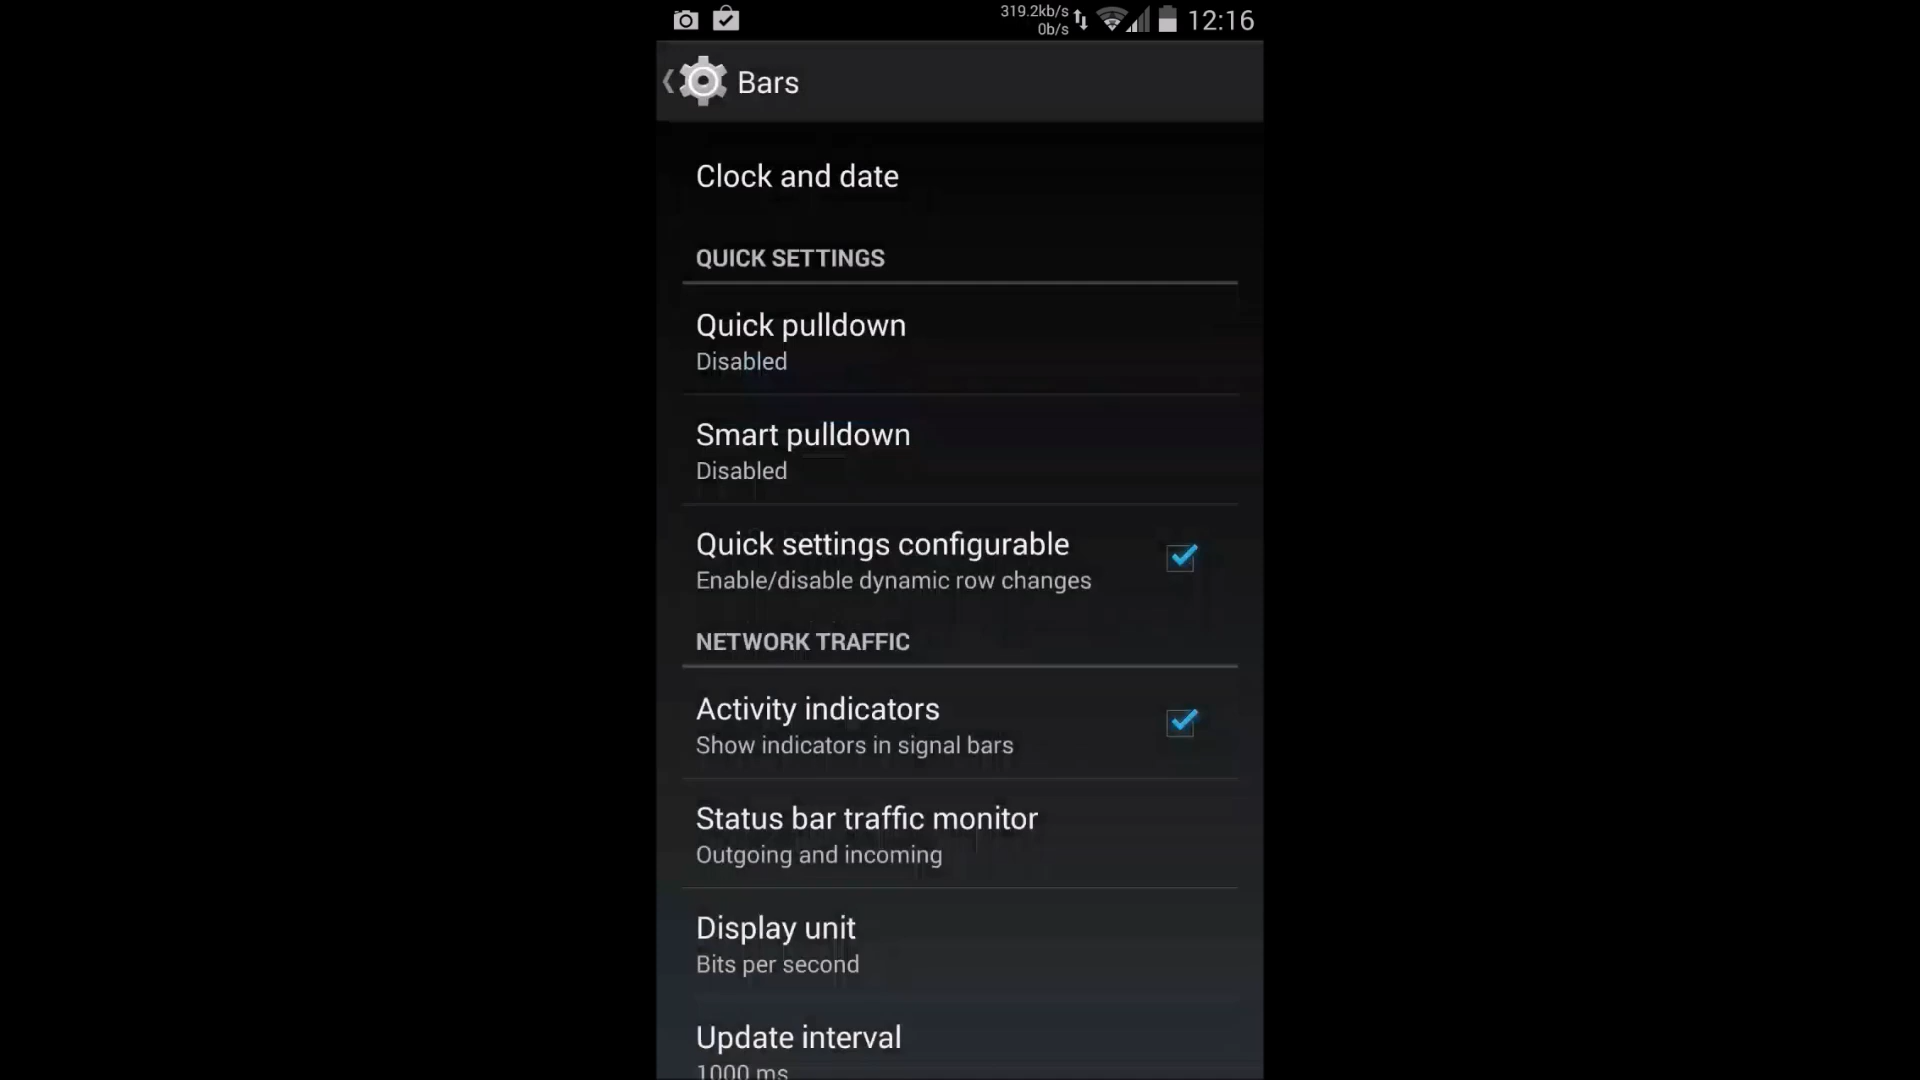 319.2kb/s
0b/s
12:16
Bars
Clock and date
QUICK SETTINGS
Quick pulldown
Disabled
Smart pulldown
Disabled
Quick settings configurable
Enable/disable dynamic row changes
NETWORK TRAFFIC
Activity indicators
Show indicators in signal bars
Status bar traffic monitor
Outgoing and incoming
Display unit
Bits per second
Update interval
1000 ms